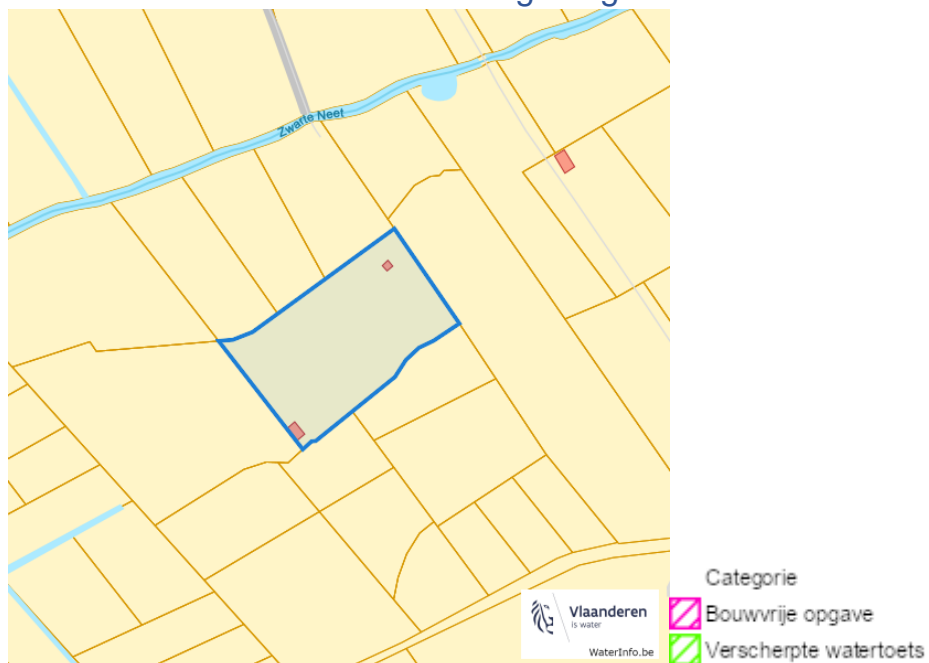 Zwarte Neet
Vlaanderen
is water
WaterInfo.be
Categorie
Bouwvrije opgave
Verscherpte watertoets